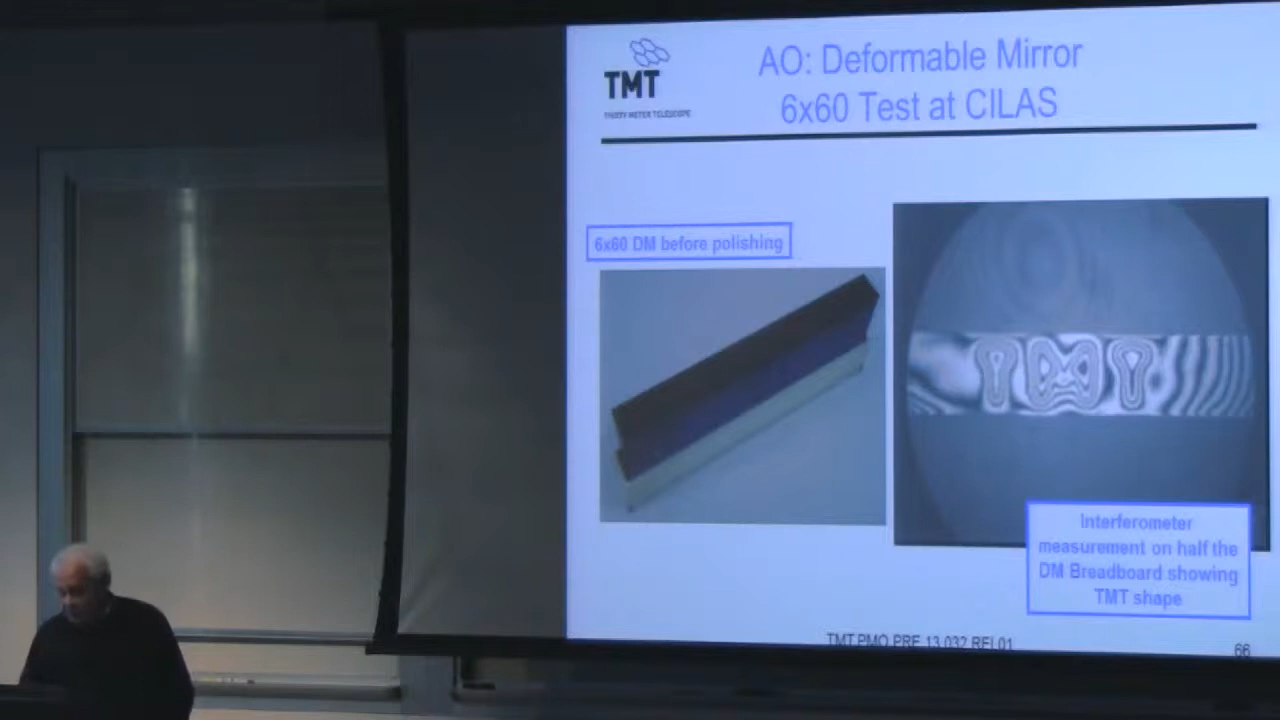 TMT
THIRTY METER TELESCOPE
AO: Deformable Mirror
6x60 Test at CILAS
6x60 DM before polishing
TMT
Interferometer
measurement on half the
DM Breadboard showing
TMT shape
TMT.PMO.PRE.13.032.REL01
66